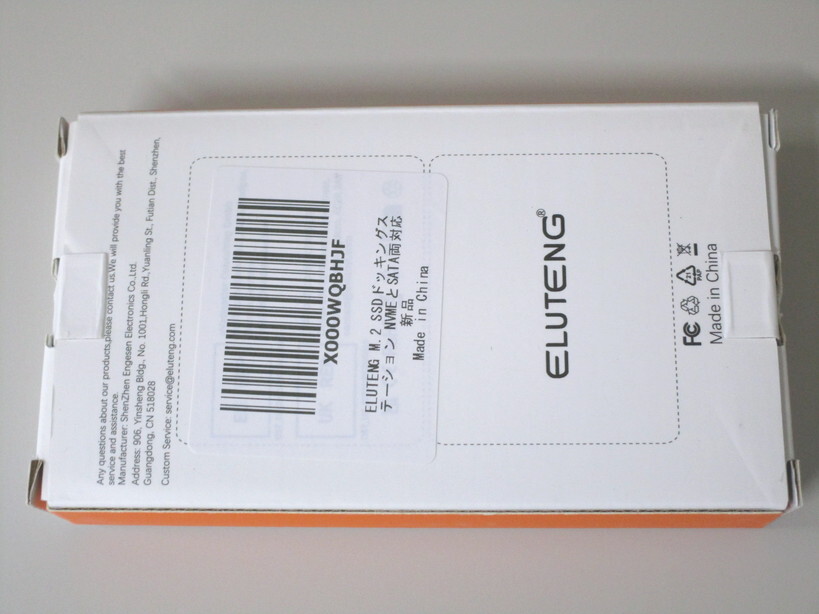 Any questions about our products,please contact us.We will provide you with the best
service and assistance.
Manufacturer: ShenZhen Engesen Electronics Co.,Ltd.
Address: 906, Yinsheng Bldg., No. 1001,Hongli Rd.,Yuanling St., Futian Dist., Shenzhen,
Guangdong, CN 518028
Custom Service: service@eluteng.com
X000WQBHJF
ELUTENG M.2 SSDドッキングス
テーション NVMEとSATA両対応
新品
Made in China
ELUTENG®
FC
21
PAP
Made in China